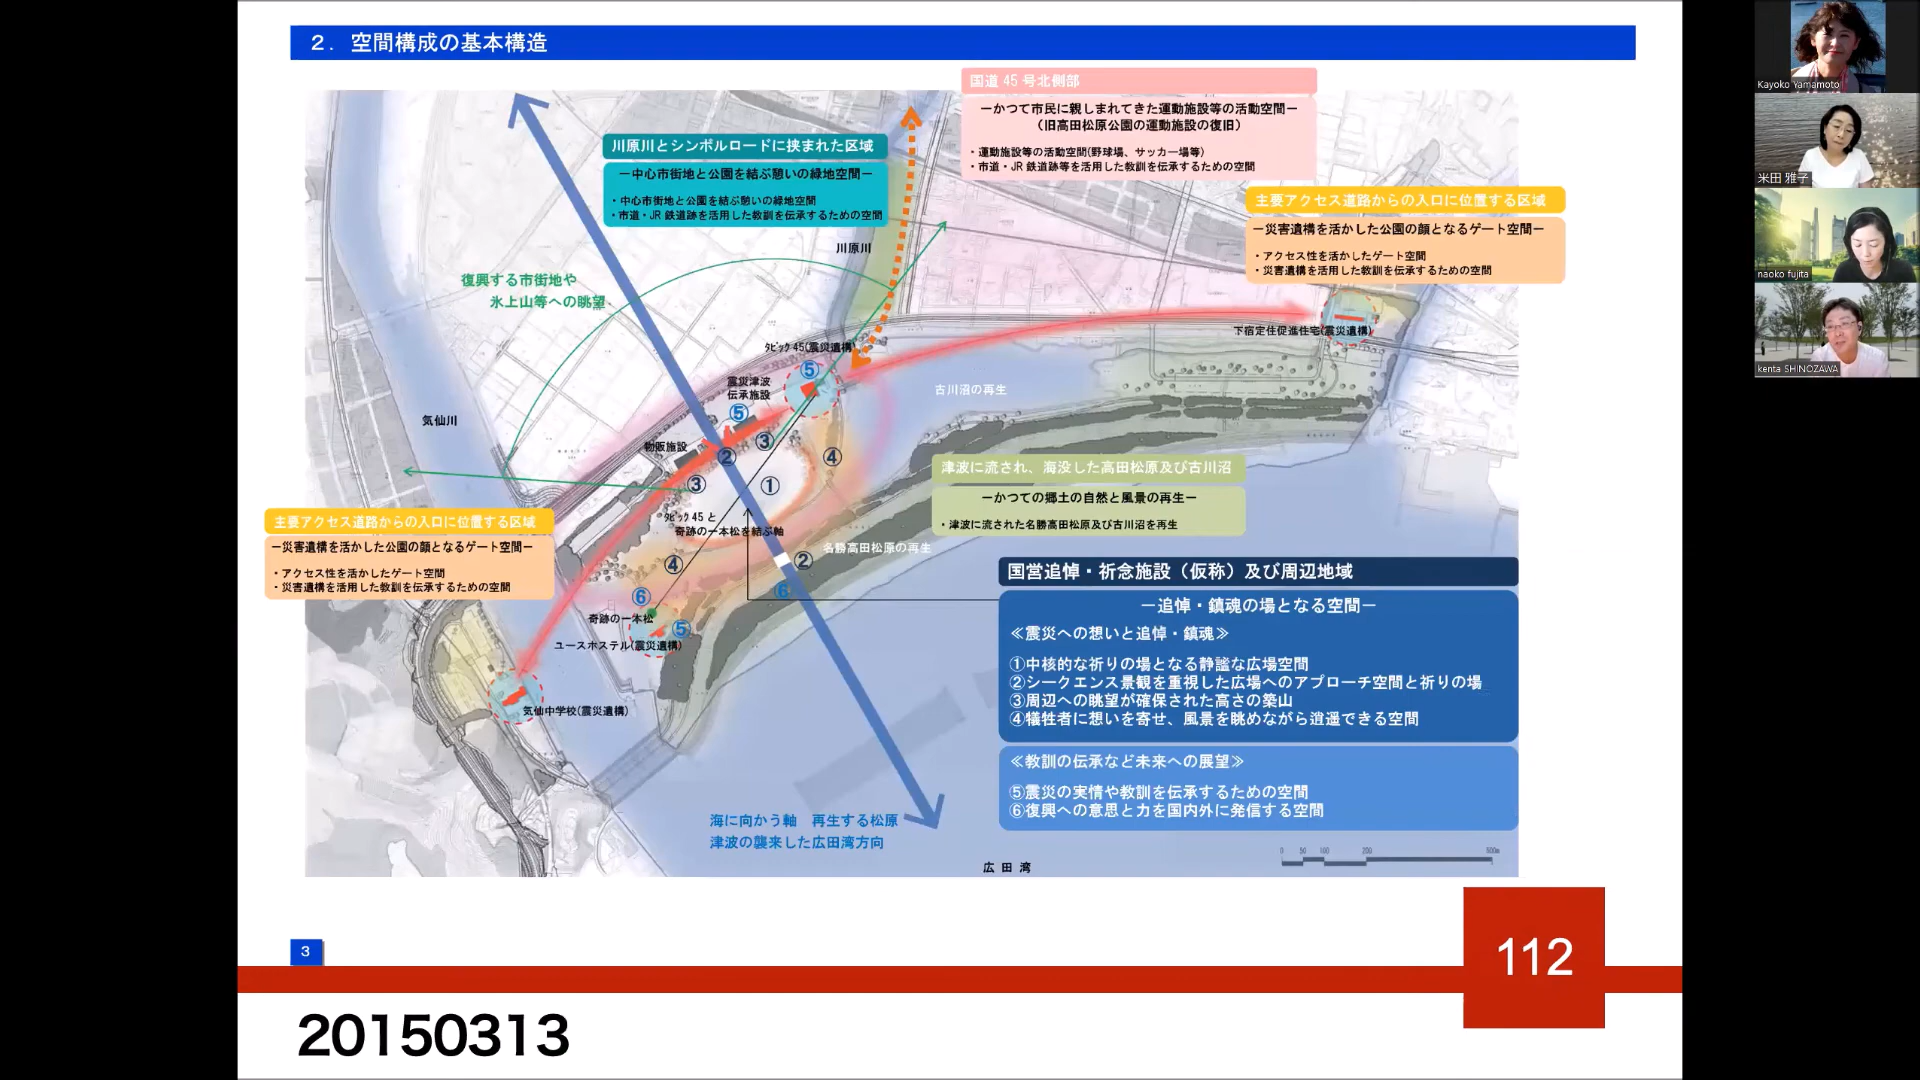 ２．空間構成の基本構造
国道 45 号北側部
－かつて市民に親しまれてきた運動施設等の活動空間－
（旧高田松原公園の運動施設の復旧）
・運動施設等の活動空間(野球場、サッカー場等)
・市道・JR 鉄道跡等を活用した教訓を伝承するための空間
川原川とシンボルロードに挟まれた区域
－中心市街地と公園を結ぶ憩いの緑地空間－
・中心市街地と公園を結ぶ憩いの緑地空間
・市道・JR 鉄道跡を活用した教訓を伝承するための空間
主要アクセス道路からの入口に位置する区域
－災害遺構を活かした公園の顔となるゲート空間－
・アクセス性を活かしたゲート空間
・災害遺構を活用した教訓を伝承するための空間
川原川
復興する市街地や
氷上山等への眺望
下宿定住促進住宅(震災遺構)
タピック 45(震災遺構)
⑤
震災津波
伝承施設
⑤
古川沼の再生
気仙川
物販施設
③
②
④
③
①
津波に流され、海没した高田松原及び古川沼
－かつての郷土の自然と風景の再生－
・津波に流された名勝高田松原及び古川沼を再生
タピック 45 と
奇跡の一本松を結ぶ軸
主要アクセス道路からの入口に位置する区域
－災害遺構を活かした公園の顔となるゲート空間－
・アクセス性を活かしたゲート空間
・災害遺構を活用した教訓を伝承するための空間
名勝高田松原の再生
④
②
⑥
⑥
奇跡の一本松
⑤
ユースホステル(震災遺構)
気仙中学校(震災遺構)
国営追悼・祈念施設（仮称）及び周辺地域
－追悼・鎮魂の場となる空間－
≪震災への想いと追悼・鎮魂≫
①中核的な祈りの場となる静謐な広場空間
②シークエンス景観を重視した広場へのアプローチ空間と祈りの場
③周辺への眺望が確保された高さの築山
④犠牲者に想いを寄せ、風景を眺めながら逍遥できる空間
≪教訓の伝承など未来への展望≫
⑤震災の実情や教訓を伝承するための空間
⑥復興への意思と力を国内外に発信する空間
海に向かう軸　再生する松原
津波の襲来した広田湾方向
広 田 湾
0 50 100 200 500m
3
112
20150313
Kayoko Yamamoto
米田 雅子
naoko fujita
kenta SHINOZAWA